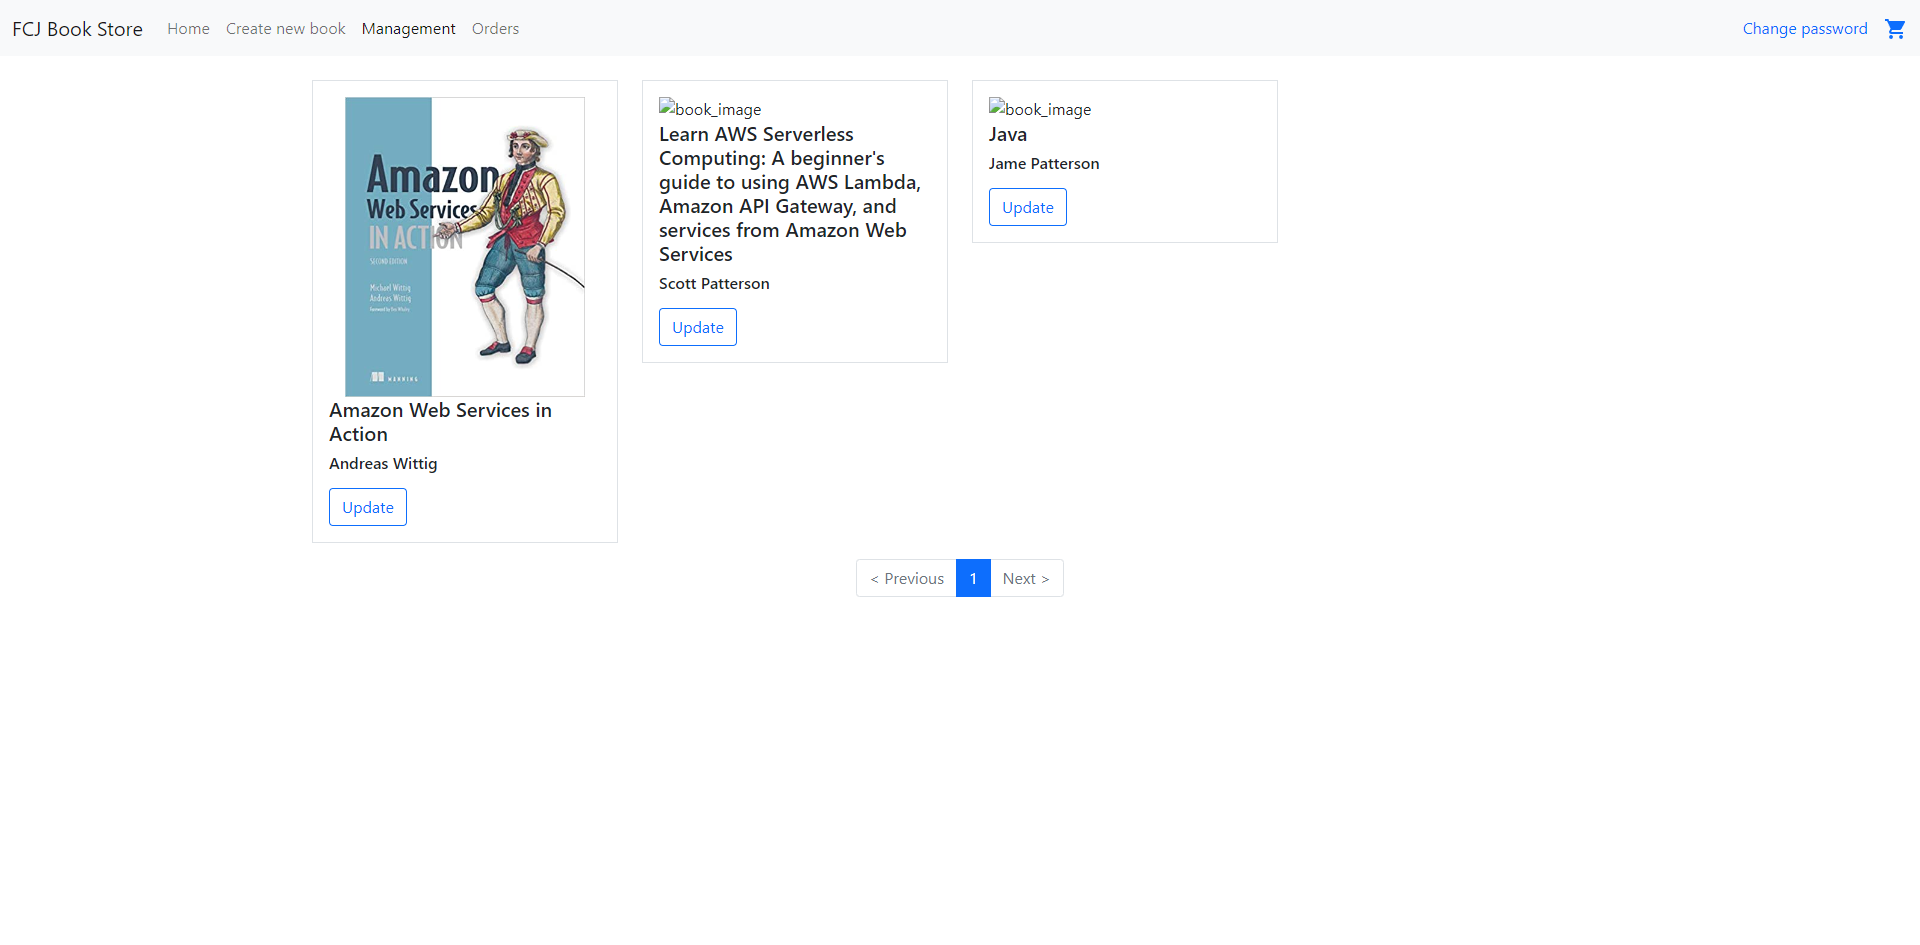 FCJ Book Store Home Create new book Management Orders Change password
Amazon
Web Services
IN ACTION
SECOND EDITION
Michael Wittig
Andreas Wittig
MANNING
Amazon Web Services in
Action
Andreas Wittig
Update
book_image
Learn AWS Serverless
Computing: A beginner's
guide to using AWS Lambda,
Amazon API Gateway, and
services from Amazon Web
Services
Scott Patterson
Update
book_image
Java
Jame Patterson
Update
< Previous 1 Next >